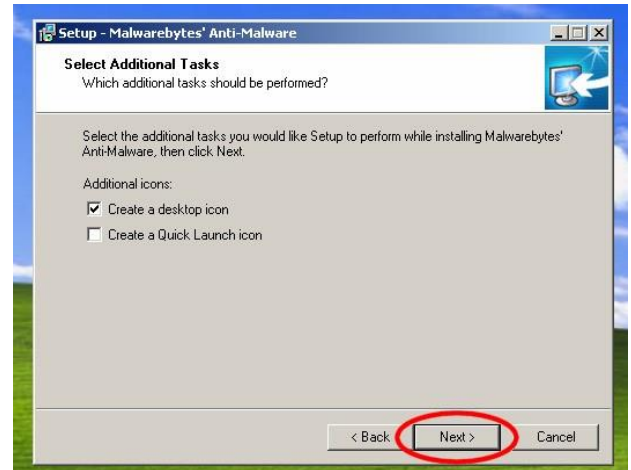 Setup - Malwarebytes' Anti-Malware
Select Additional Tasks
Which additional tasks should be performed?
Select the additional tasks you would like Setup to perform while installing Malwarebytes'
Anti-Malware, then click Next.
Additional icons:
Create a desktop icon
Create a Quick Launch icon
< Back Next > Cancel